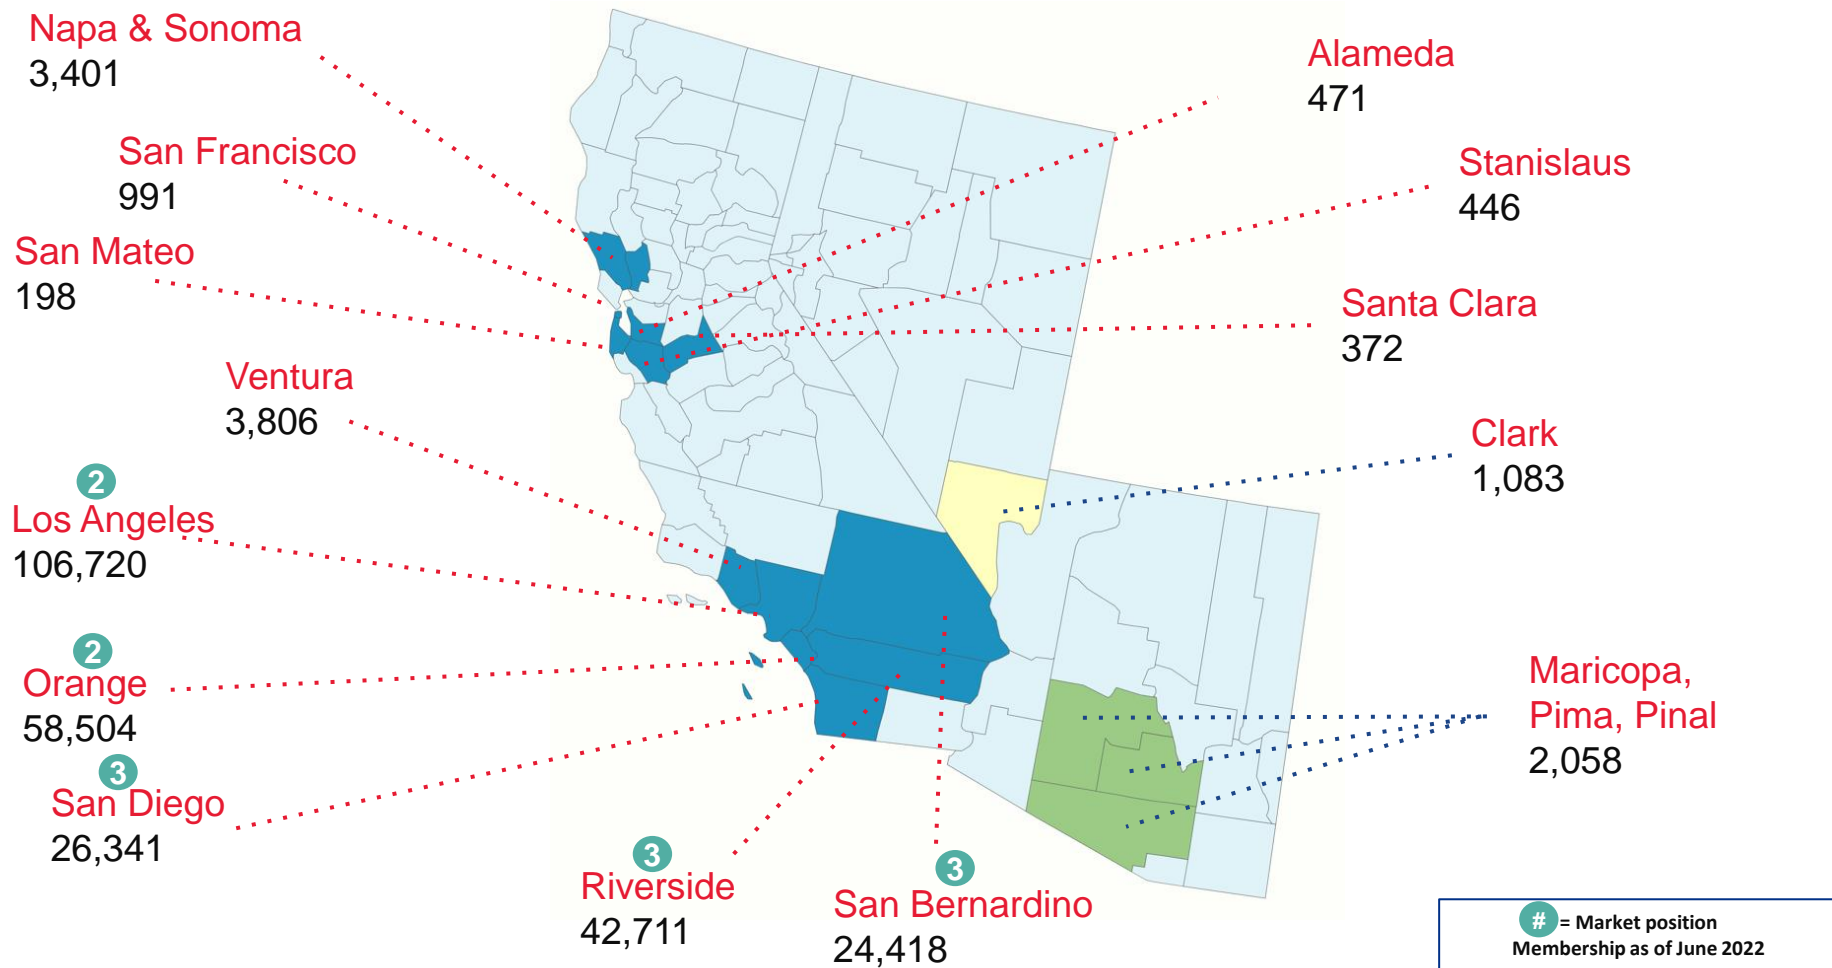 Napa & Sonoma
3,401
San Francisco
991
San Mateo
198
Ventura
3,806
2
Los Angeles
106,720
2
Orange
58,504
3
San Diego
26,341
3
Riverside
42,711
3
San Bernardino
24,418
Alameda
471
Stanislaus
446
Santa Clara
372
Clark
1,083
Maricopa,
Pima, Pinal
2,058
# = Market position
Membership as of June 2022